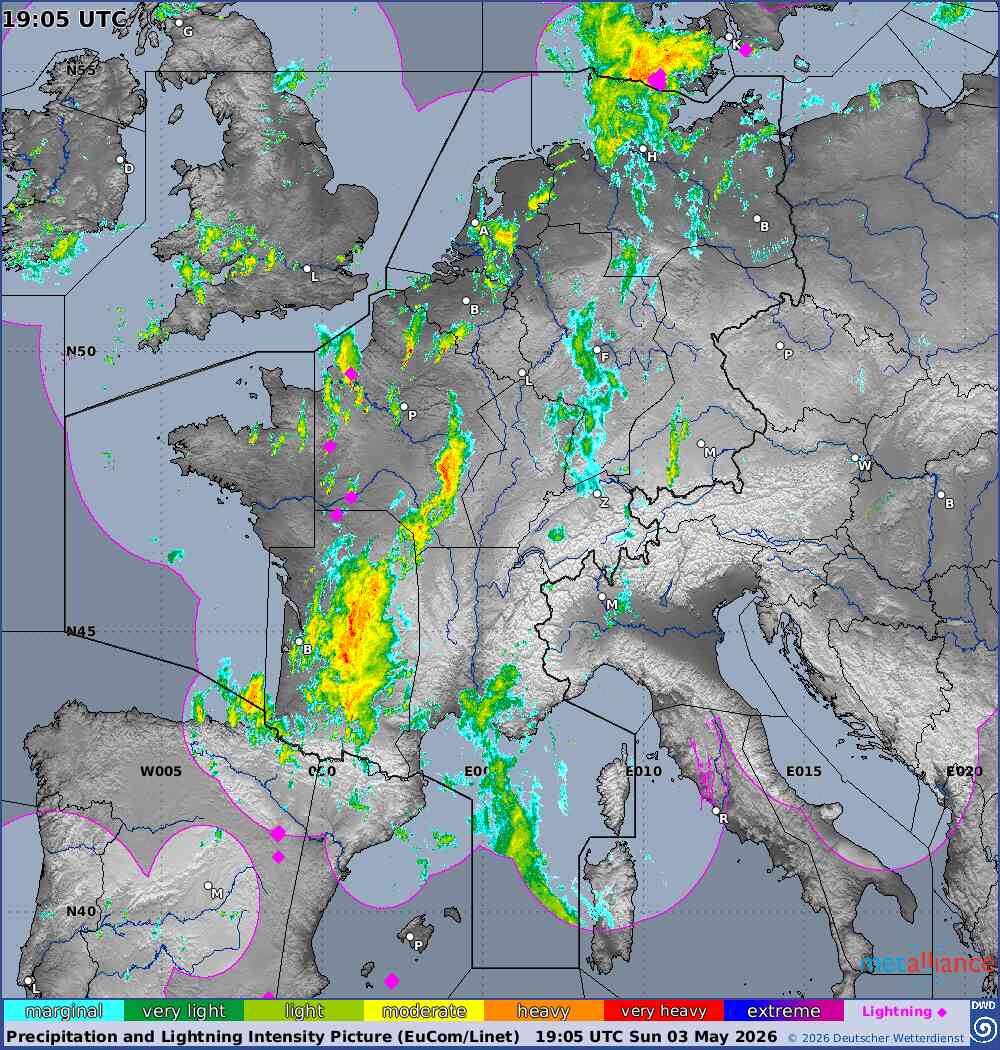 19:05 UTC
G
K
N55
D
H
A
B
L
B
N50
F
P
L
P
M
W
Z
B
M
N45
B
W005
000
E005
E010
E015
E020
R
M
N40
P
L
metalliance
marginal very light light moderate heavy very heavy extreme Lightning
DWD
Precipitation and Lightning Intensity Picture (EuCom/Linet) 19:05 UTC Sun 03 May 2026 © 2026 Deutscher Wetterdienst